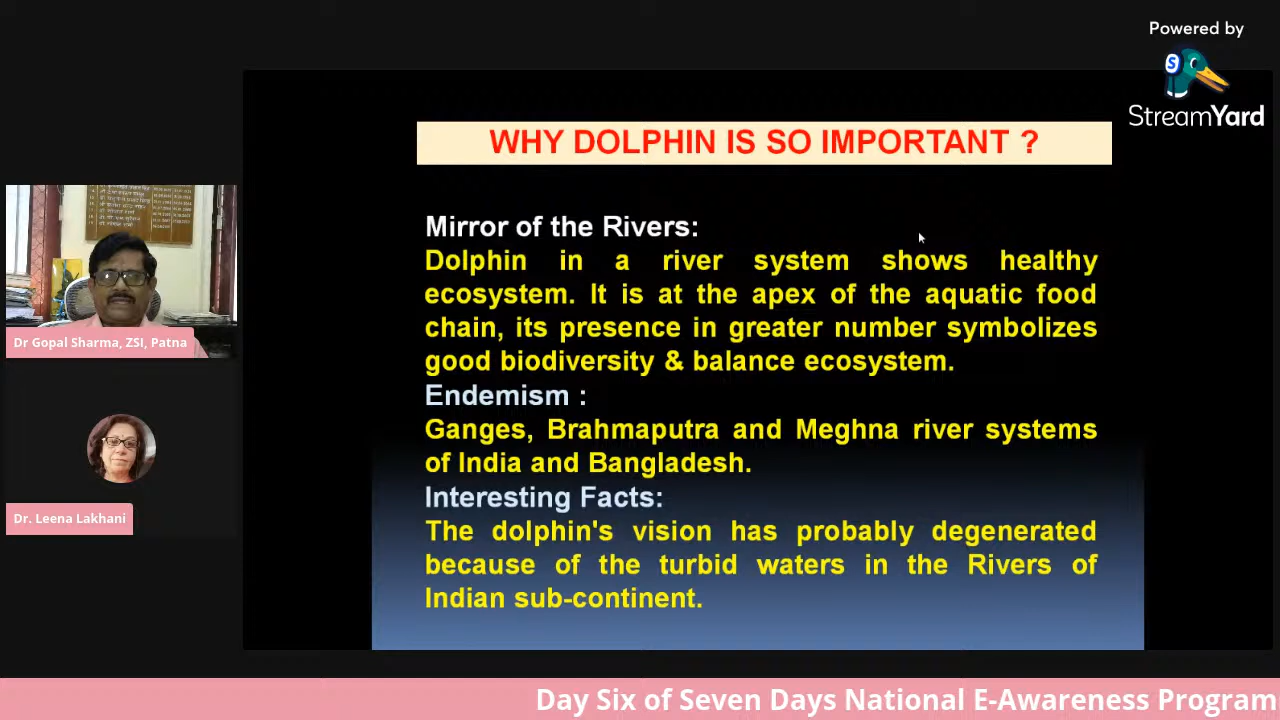 Powered by
StreamYard
WHY DOLPHIN IS SO IMPORTANT ?
Mirror of the Rivers:
Dolphin in a river system shows healthy
ecosystem. It is at the apex of the aquatic food
chain, its presence in greater number symbolizes
good biodiversity & balance ecosystem.
Endemism :
Ganges, Brahmaputra and Meghna river systems
of India and Bangladesh.
Interesting Facts:
The dolphin's vision has probably degenerated
because of the turbid waters in the Rivers of
Indian sub-continent.
Dr Gopal Sharma, ZSI, Patna
Dr. Leena Lakhani
Day Six of Seven Days National E-Awareness Program